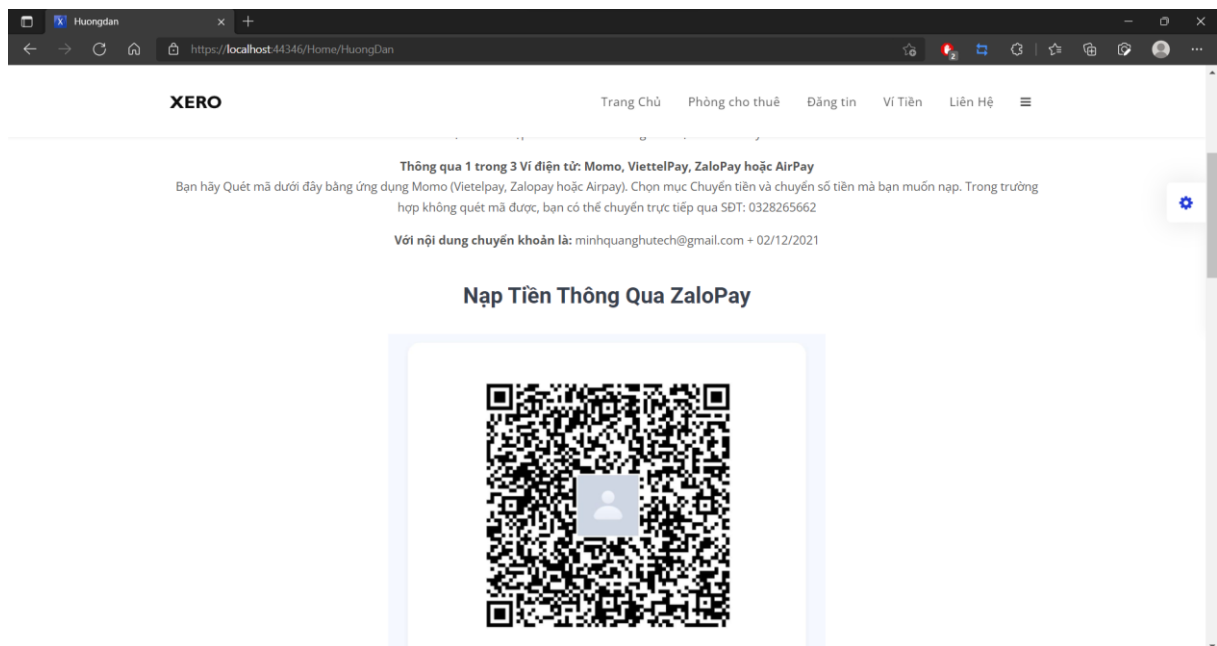 Huongdan
https://localhost:44346/Home/HuongDan
2
XERO
Trang Chủ Phòng cho thuê Đăng tin Ví Tiền Liên Hệ
Thông qua 1 trong 3 Ví điện tử: Momo, ViettelPay, ZaloPay hoặc AirPay
Bạn hãy Quét mã dưới đây bằng ứng dụng Momo (Vietelpay, Zalopay hoặc Airpay). Chọn mục Chuyển tiền và chuyển số tiền mà bạn muốn nạp. Trong trường
hợp không quét mã được, bạn có thể chuyển trực tiếp qua SĐT: 0328265662
Với nội dung chuyển khoản là: minhquanghutech@gmail.com + 02/12/2021
Nạp Tiền Thông Qua ZaloPay